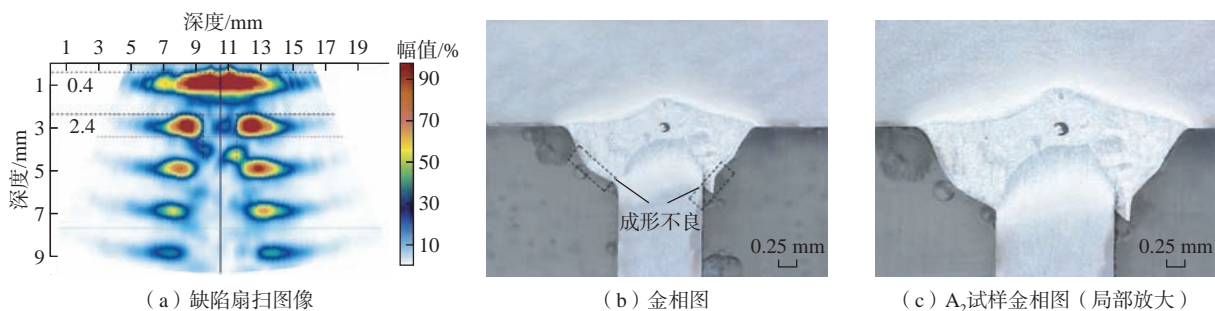 深度/mm
1 3 5 7 9 11 13 15 17 19
幅值/%
0.4
2.4
1
3
5
7
9
深度/mm
90
70
50
30
10
成形不良
0.25 mm
0.25 mm
(a)缺陷扇扫图像
(b)金相图
(c)A₂试样金相图(局部放大)